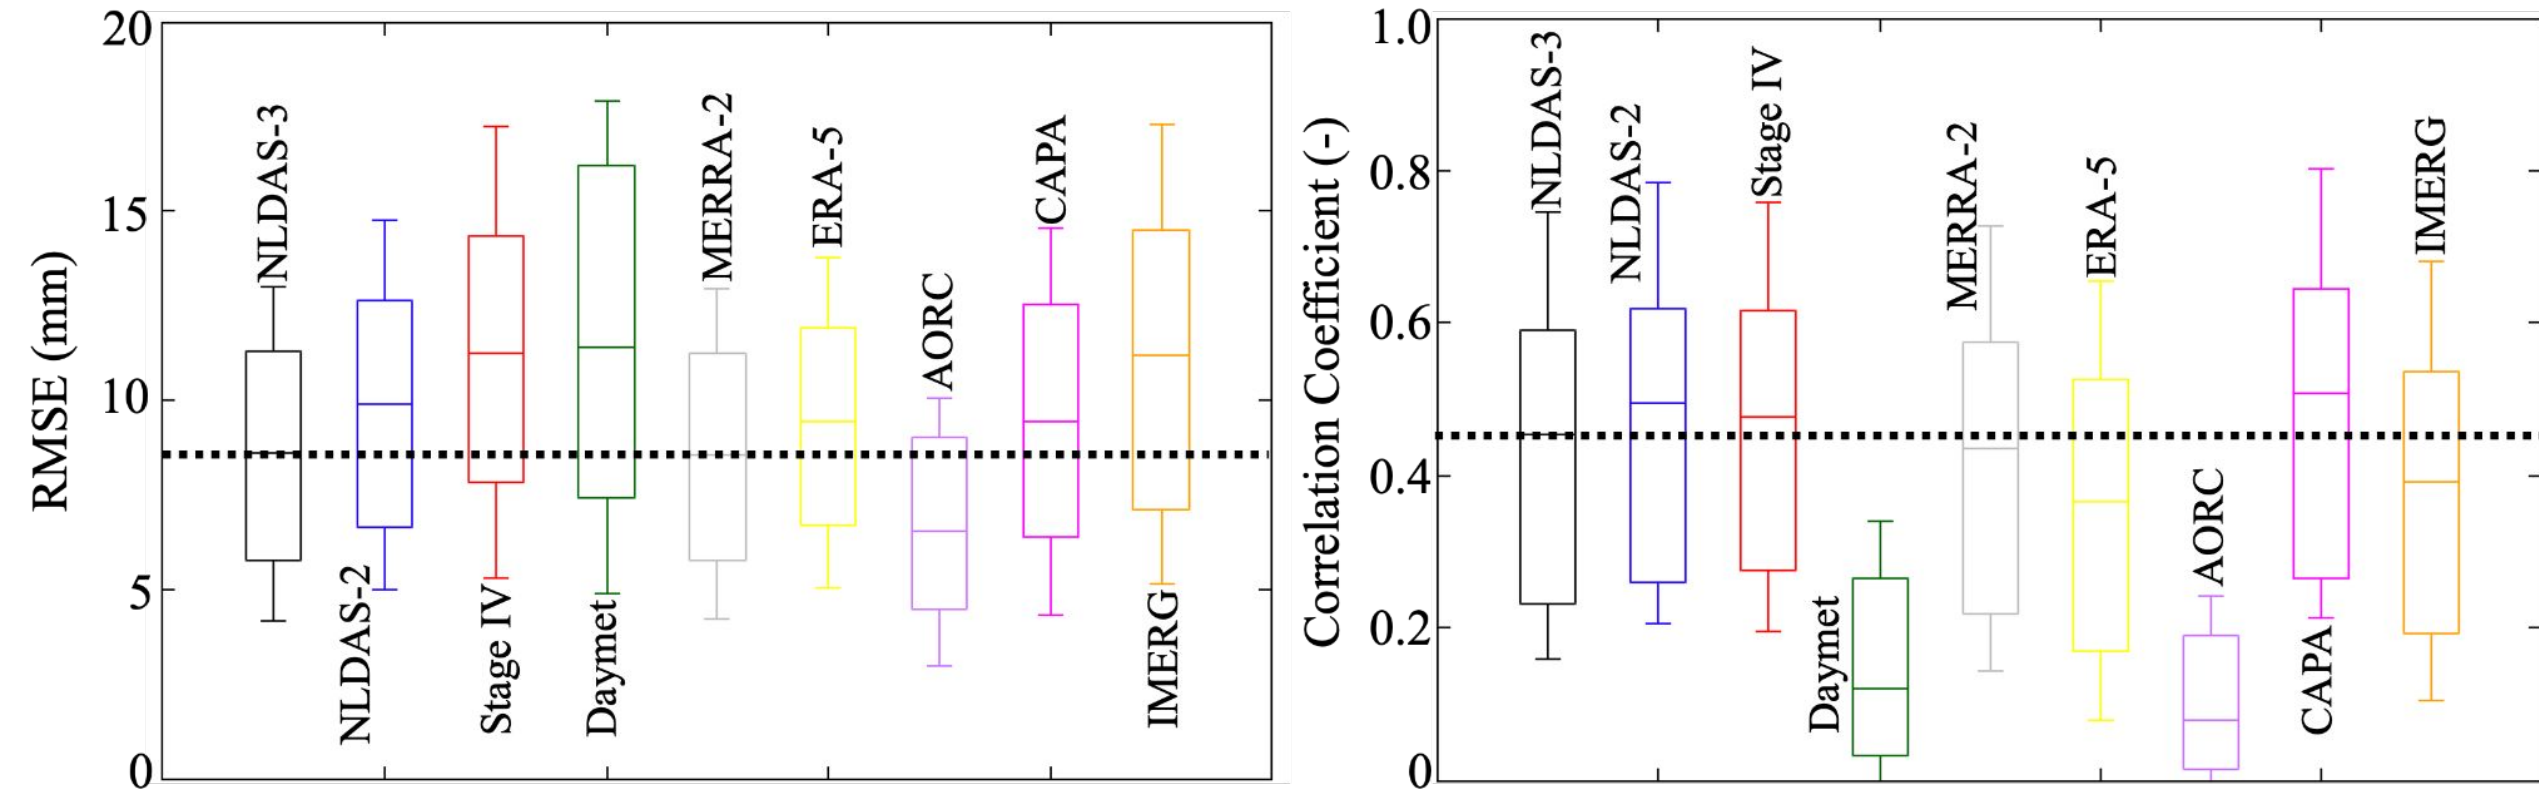 RMSE (mm)
20
15
10
5
0
NLDAS-3
NLDAS-2
Stage IV
Daymet
MERRA-2
ERA-5
AORC
CAPA
IMERG
Correlation Coefficient (-)
1.0
0.8
0.6
0.4
0.2
0
NLDAS-3
NLDAS-2
Stage IV
Daymet
MERRA-2
ERA-5
AORC
CAPA
IMERG